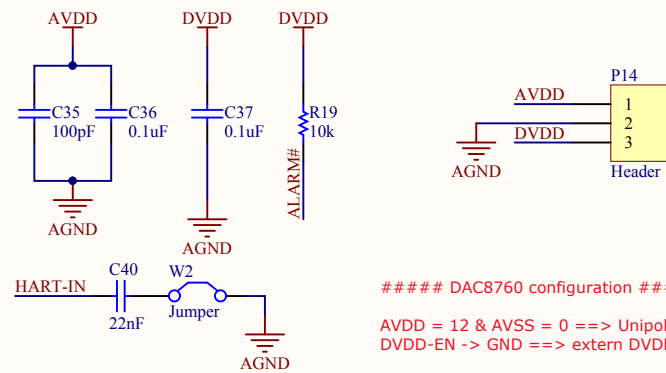 AVDD
DVDD
DVDD
C35
100pF
C36
0.1uF
C37
0.1uF
R19
10k
ALARM#
AGND
AGND
P14
AVDD
1
2
DVDD
3
AGND
Header
HART-IN
C40
22nF
W2
Jumper
AGND
##### DAC8760 configuration ###
AVDD = 12 & AVSS = 0 ==> Unipol
DVDD-EN -> GND ==> extern DVD